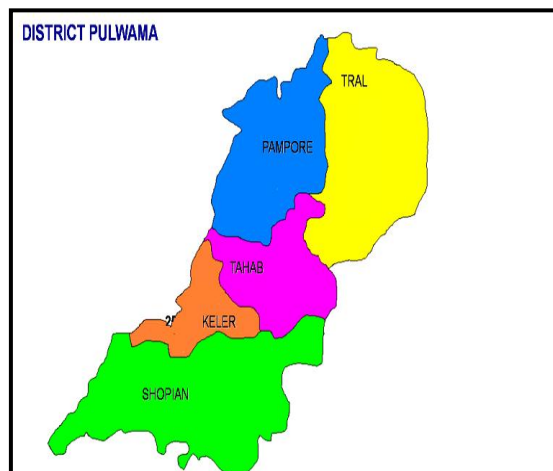 DISTRICT PULWAMA
TRAL
PAMPORE
TAHAB
KELER
SHOPIAN